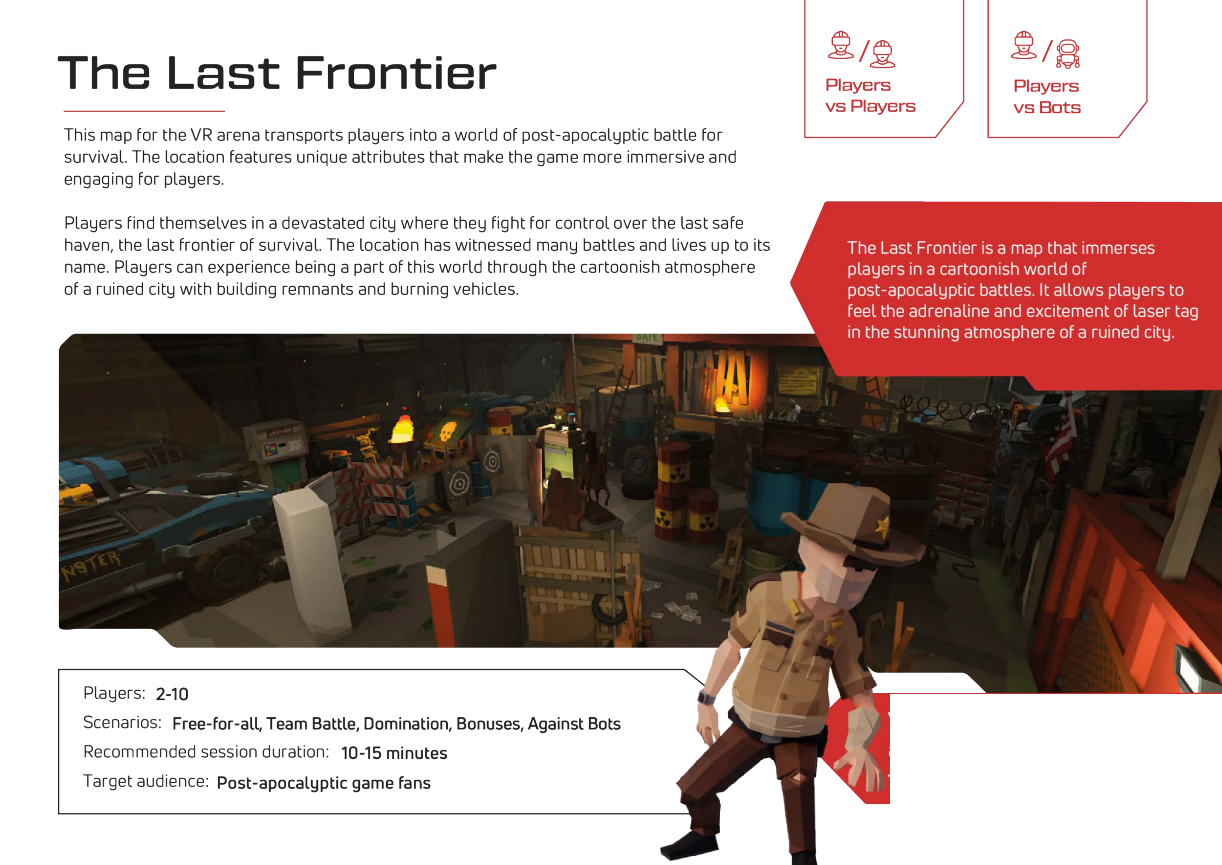 The Last Frontier
Players
vs Players
Players
vs Bots
This map for the VR arena transports players into a world of post-apocalyptic battle for
survival. The location features unique attributes that make the game more immersive and
engaging for players.
Players find themselves in a devastated city where they fight for control over the last safe
haven, the last frontier of survival. The location has witnessed many battles and lives up to its
name. Players can experience being a part of this world through the cartoonish atmosphere
of a ruined city with building remnants and burning vehicles.
The Last Frontier is a map that immerses
players in a cartoonish world of
post-apocalyptic battles. It allows players to
feel the adrenaline and excitement of laser tag
in the stunning atmosphere of a ruined city.
SAFE
NSTER
Players: 2-10
Scenarios: Free-for-all, Team Battle, Domination, Bonuses, Against Bots
Recommended session duration: 10-15 minutes
Target audience: Post-apocalyptic game fans